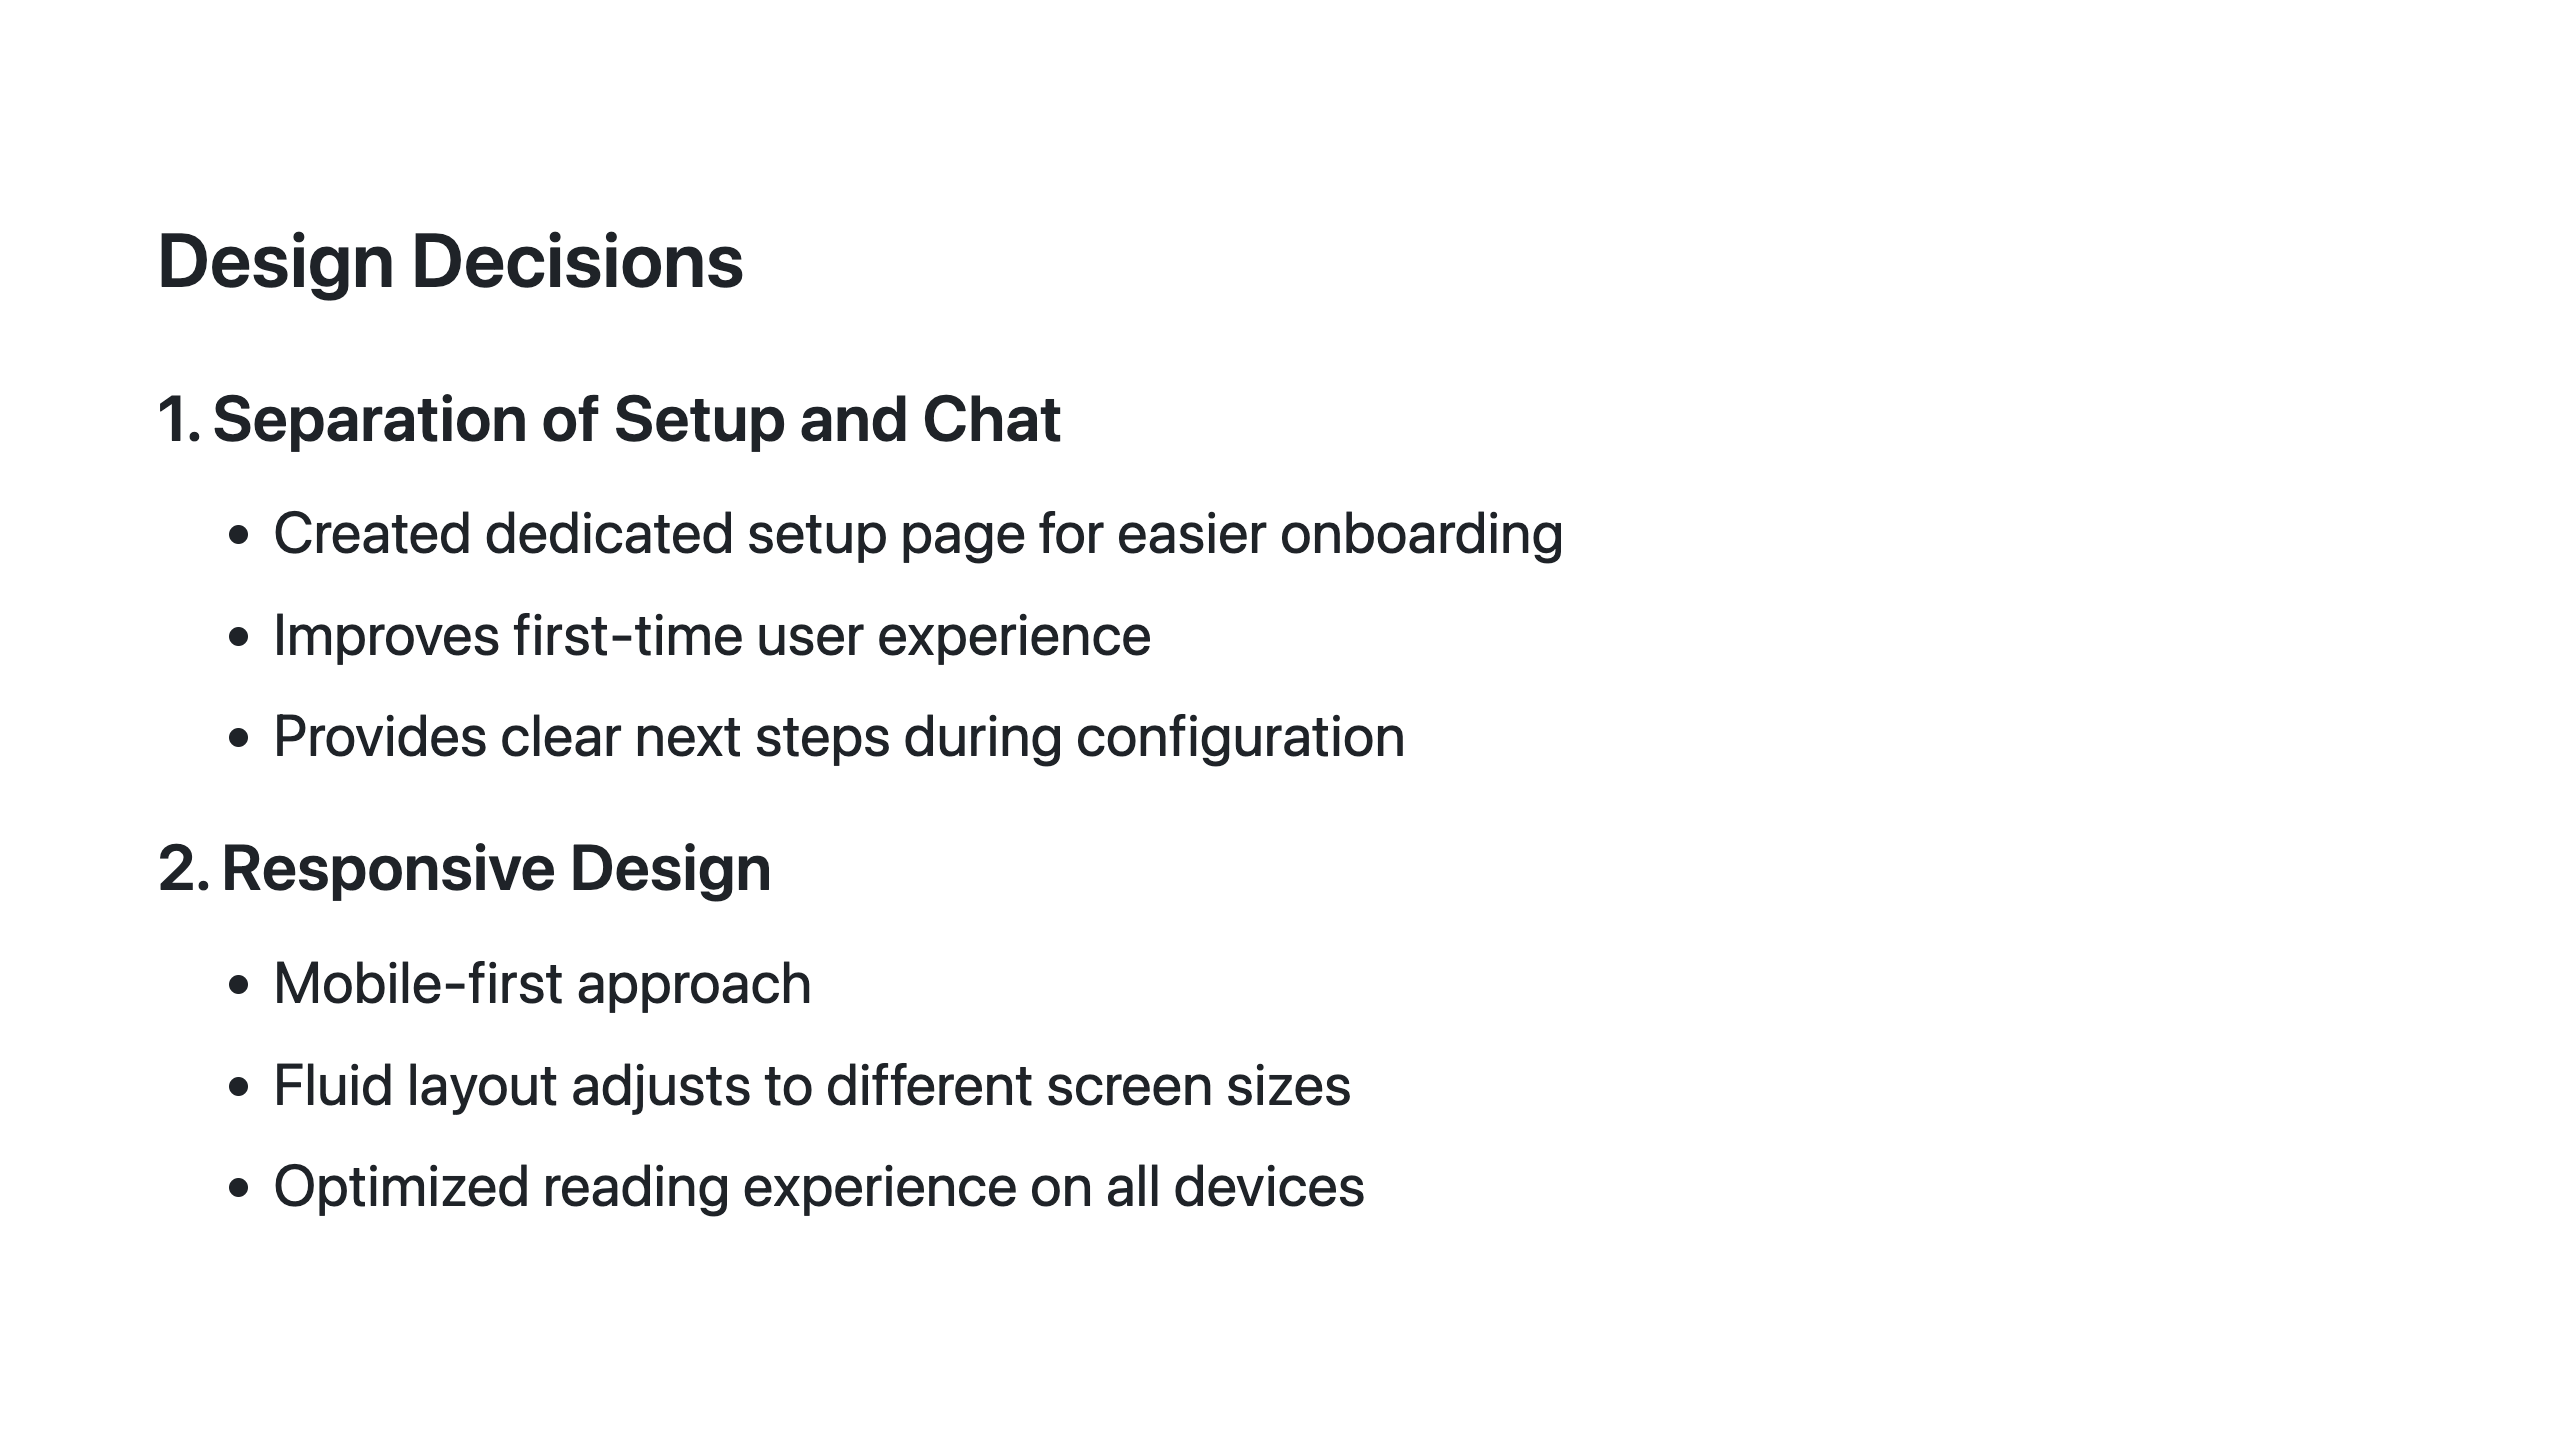 Design Decisions
1. Separation of Setup and Chat
• Created dedicated setup page for easier onboarding
• Improves first-time user experience
• Provides clear next steps during configuration
2. Responsive Design
• Mobile-first approach
• Fluid layout adjusts to different screen sizes
• Optimized reading experience on all devices